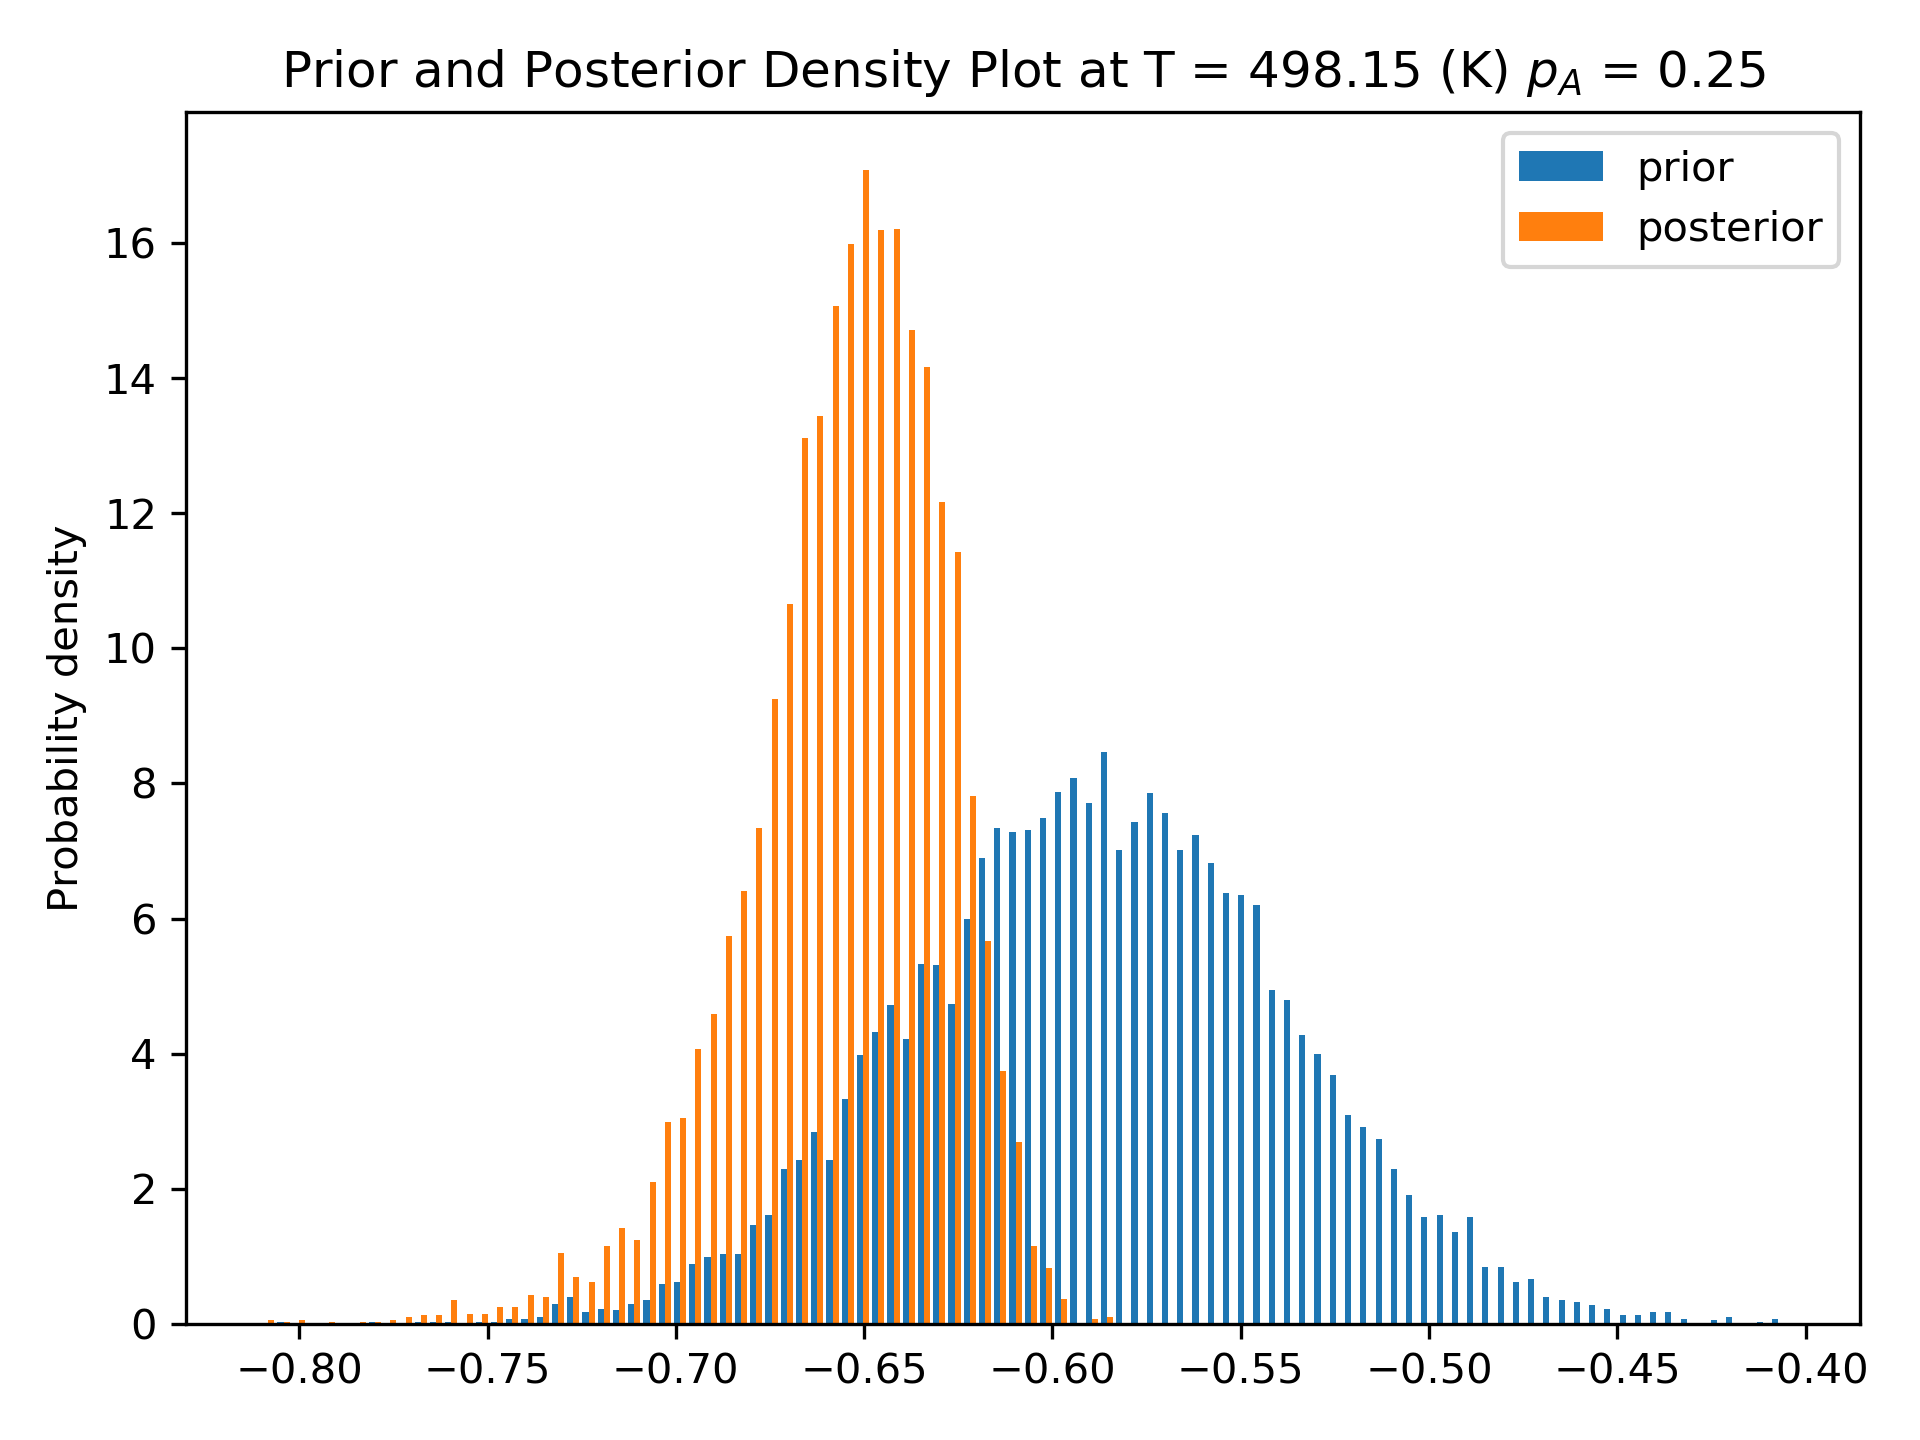 Prior and Posterior Density Plot at T = 498.15 (K) p_A = 0.25
prior
posterior
Probability density
16
14
12
10
8
6
4
2
0
−0.80 −0.75 −0.70 −0.65 −0.60 −0.55 −0.50 −0.45 −0.40